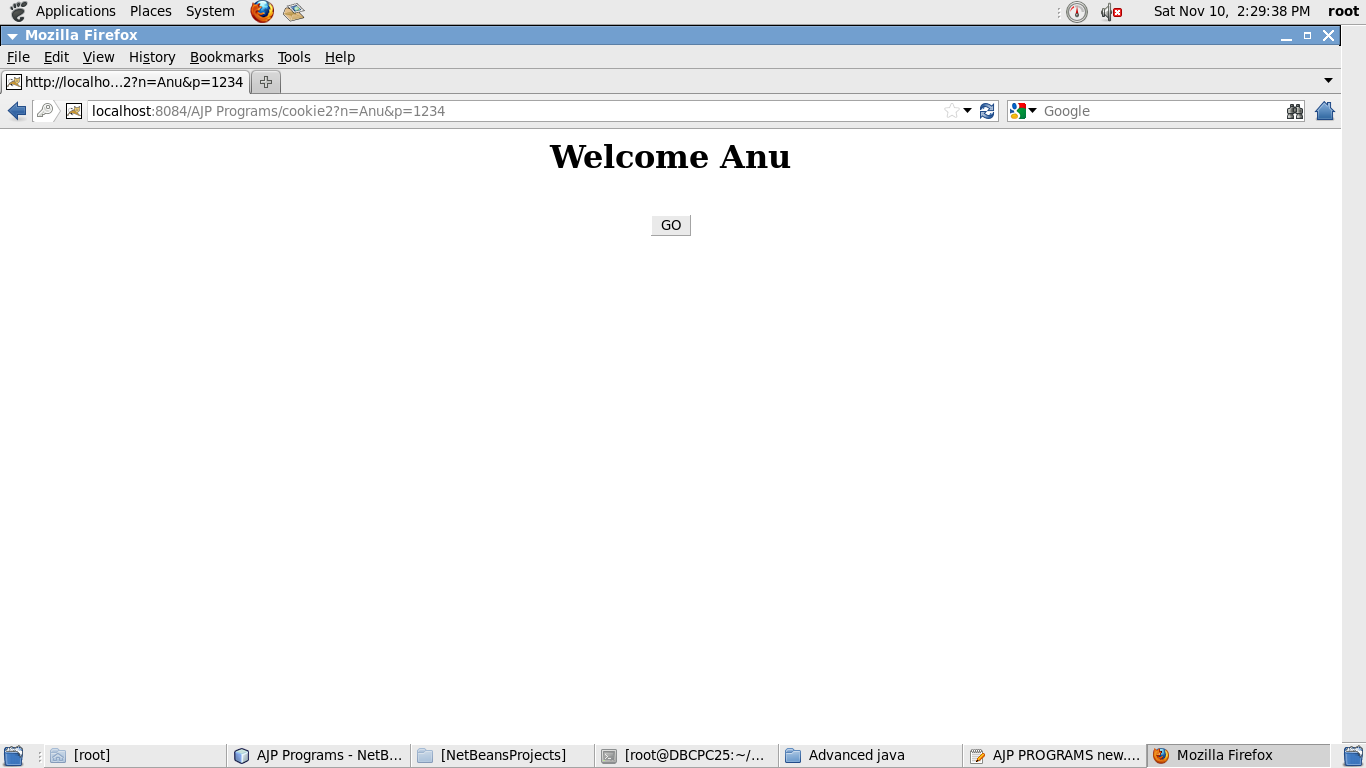 Applications Places System Sat Nov 10, 2:29:38 PM root
Mozilla Firefox
File Edit View History Bookmarks Tools Help
http://localho...2?n=Anu&p=1234
localhost:8084/AJP Programs/cookie2?n=Anu&p=1234 Google
Welcome Anu
GO
[root] AJP Programs - NetB... [NetBeansProjects] [root@DBCPC25:~/... Advanced java AJP PROGRAMS new.... Mozilla Firefox